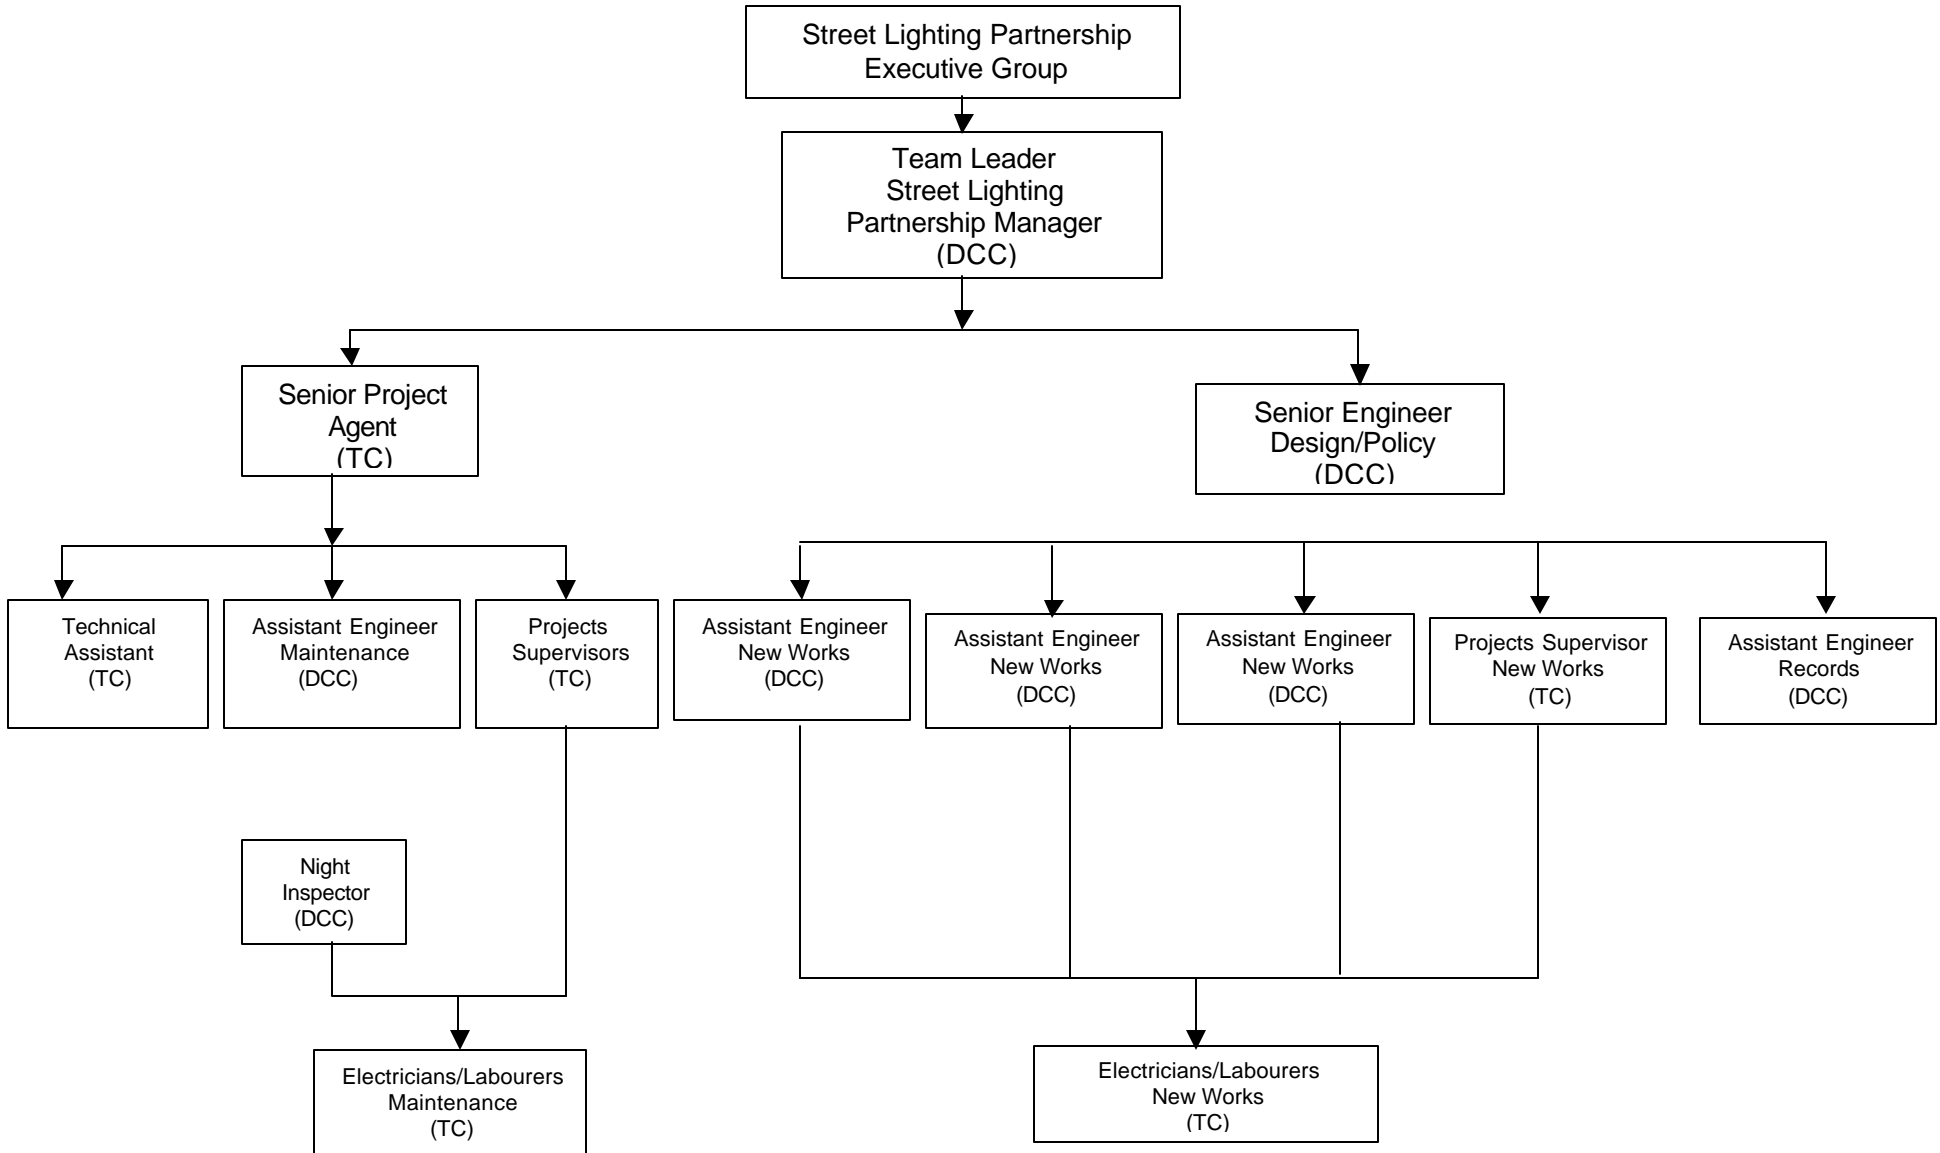 Street Lighting Partnership
Executive Group
Team Leader
Street Lighting
Partnership Manager
(DCC)
Senior Project
Agent
(TC)
Senior Engineer
Design/Policy
(DCC)
Technical
Assistant
(TC)
Assistant Engineer
Maintenance
(DCC)
Projects
Supervisors
(TC)
Assistant Engineer
New Works
(DCC)
Assistant Engineer
New Works
(DCC)
Assistant Engineer
New Works
(DCC)
Projects Supervisor
New Works
(TC)
Assistant Engineer
Records
(DCC)
Night
Inspector
(DCC)
Electricians/Labourers
Maintenance
(TC)
Electricians/Labourers
New Works
(TC)